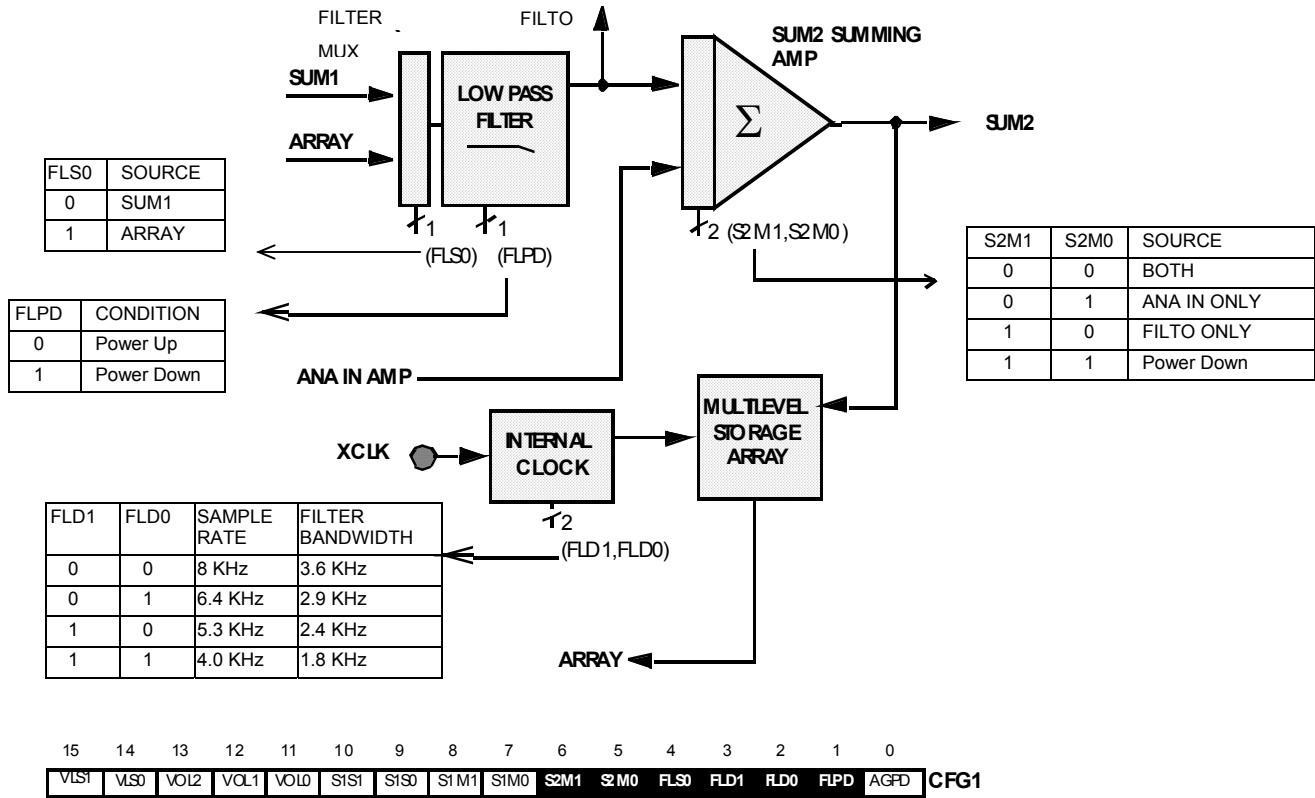 FILTER
MUX
FILTO
SUM2 SUMMING
AMP
SUM1
ARRAY
LOW PASS
FILTER
Σ
SUM2
FLS0 SOURCE
0 SUM1
1 ARRAY
1
(FLS0)
1
(FLPD)
2 (S2M1,S2M0)
S2M1 S2M0 SOURCE
0 0 BOTH
0 1 ANA IN ONLY
1 0 FILTO ONLY
1 1 Power Down
FLPD CONDITION
0 Power Up
1 Power Down
ANA IN AMP
XCLK
INTERNAL
CLOCK
MULTILEVEL
STORAGE
ARRAY
2
(FLD1,FLD0)
FLD1 FLD0 SAMPLE RATE FILTER BANDWIDTH
0 0 8 KHz 3.6 KHz
0 1 6.4 KHz 2.9 KHz
1 0 5.3 KHz 2.4 KHz
1 1 4.0 KHz 1.8 KHz
ARRAY
15 14 13 12 11 10 9 8 7 6 5 4 3 2 1 0
VLS1 VLS0 VOL2 VOL1 VOL0 S1S1 S1S0 S1M1 S1M0 S2M1 S2M0 FLS0 FLD1 FLD0 FLPD AGPD CFG1